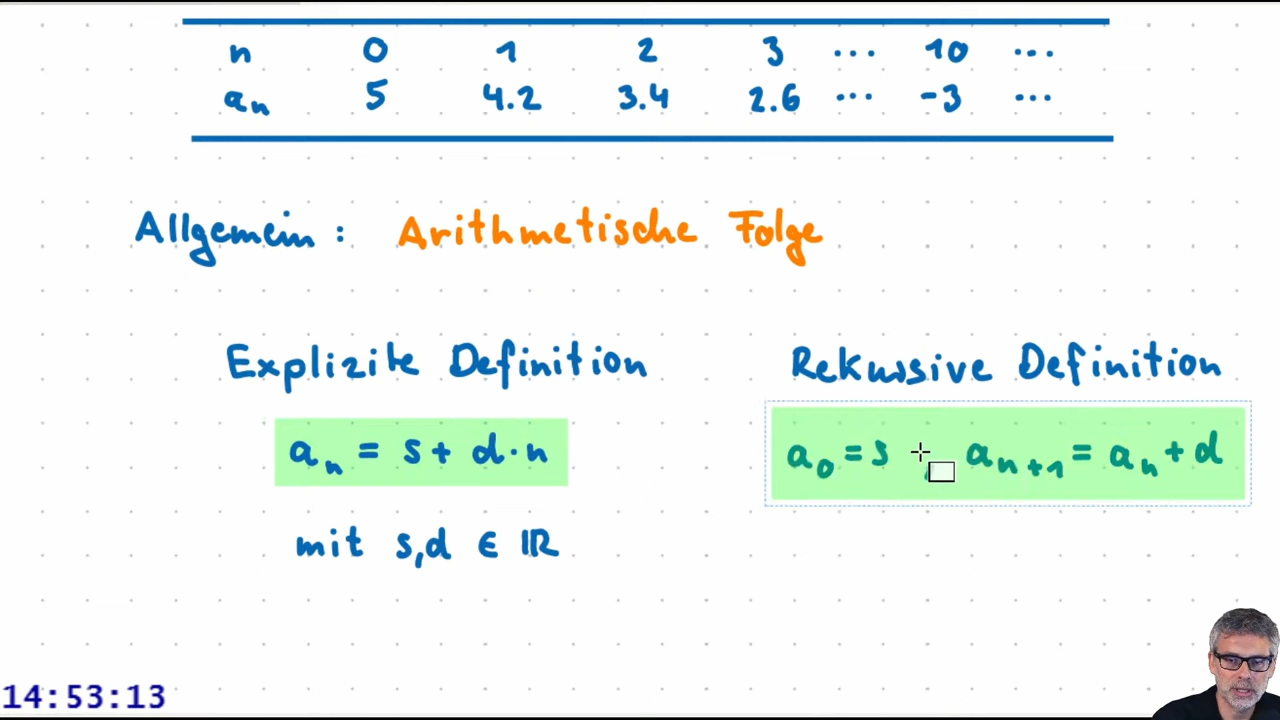 n 0 1 2 3 ... 10 ...
aₙ 5 4.2 3.4 2.6 ... -3 ...
Allgemein: Arithmetische Folge
Explizite Definition
Rekursive Definition
aₙ = s + d·n
a₀ = s , aₙ₊₁ = aₙ + d
mit s,d ∈ ℝ
14:53:13